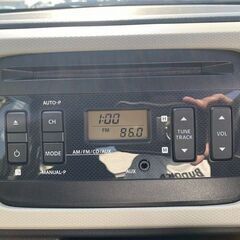 AUTO-P
CH
MODE
MANUAL-P
1:00
FM 86.0
AM/FM/CD/AUX
AUX
H
M
TUNE
TRACK
VOL